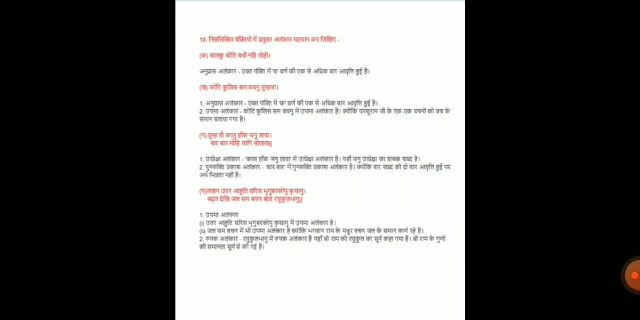 10. निम्नलिखित पंक्तियों में प्रयुक्त अलंकार पहचान कर लिखिए -
(क) बालकु बोलि बधौं नहि तोही।
अनुप्रास अलंकार - उक्त पंक्ति में 'ब' वर्ण की एक से अधिक बार आवृत्ति हुई है।
(ख) कोटि कुलिस सम बचनु तुम्हारा।
1. अनुप्रास अलंकार - उक्त पंक्ति में 'क' वर्ण की एक से अधिक बार आवृत्ति हुई है।
2. उपमा अलंकार - कोटि कुलिस सम बचनु में उपमा अलंकार है। क्योंकि परशुराम जी के एक-एक वचनों को वज्र के
समान बताया गया है।
(ग) तुम्ह तौ कालु हाँक जनु लावा।
बार बार मोहि लागि बोलावा॥
1. उत्प्रेक्षा अलंकार - 'काल हाँक जनु लावा' में उत्प्रेक्षा अलंकार है। यहाँ जनु उत्प्रेक्षा का वाचक शब्द है।
2. पुनरुक्ति प्रकाश अलंकार - 'बार-बार' में पुनरुक्ति प्रकाश अलंकार है। क्योंकि बार शब्द की दो बार आवृत्ति हुई पर
अर्थ भिन्नता नहीं है।
(घ)लखन उतर आहुति सरिस भृगुबरकोपु कृसानु।
बढ़त देखि जल सम बचन बोले रघुकुलभानु॥
1. उपमा अलंकार
(i) उतर आहुति सरिस भृगुबरकोपु कृसानु में उपमा अलंकार है।
(ii) जल सम बचन में भी उपमा अलंकार है क्योंकि भगवान राम के मधुर वचन जल के समान कार्य रहे हैं।
2. रुपक अलंकार - रघुकुलभानु में रुपक अलंकार है यहाँ श्री राम को रघुकुल का सूर्य कहा गया है। श्री राम के गुणों
की समानता सूर्य से की गई है।